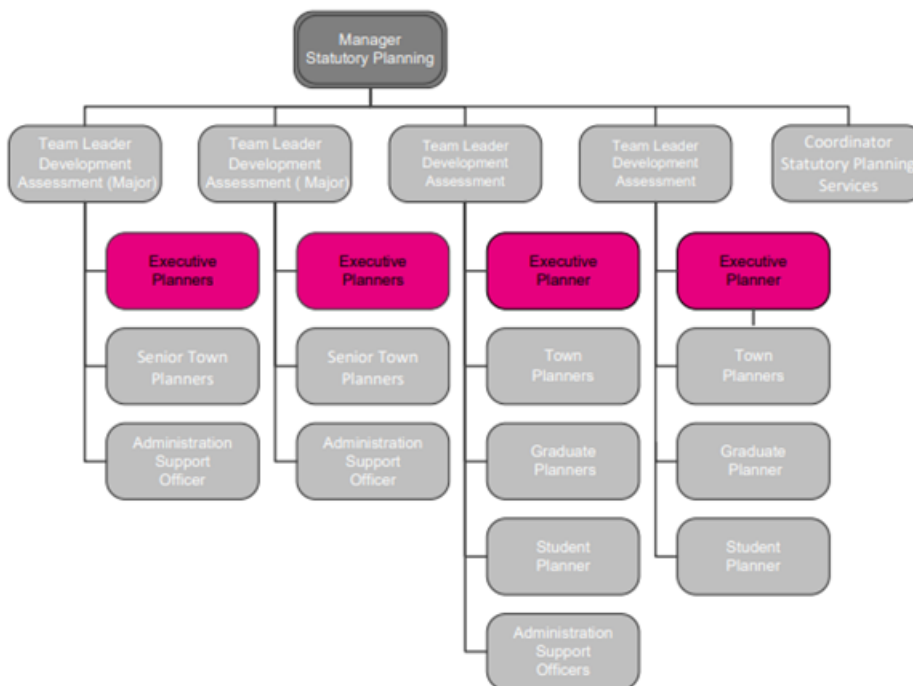 Manager
Statutory Planning
Team Leader
Development
Assessment (Major)
Team Leader
Development
Assessment ( Major)
Team Leader
Development
Assessment
Team Leader
Development
Assessment
Coordinator
Statutory Planning
Services
Executive
Planners
Executive
Planners
Executive
Planner
Executive
Planner
Senior Town
Planners
Senior Town
Planners
Town
Planners
Town
Planners
Administration
Support
Officer
Administration
Support
Officer
Graduate
Planners
Graduate
Planner
Student
Planner
Student
Planner
Administration
Support
Officers